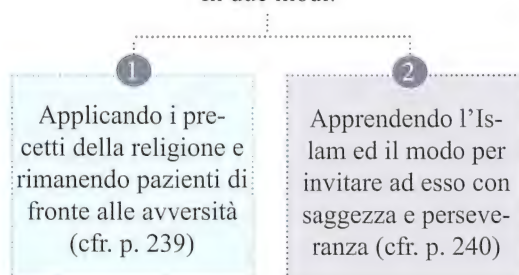 in due modi:
1
Applicando i pre-
cetti della religione e
rimanendo pazienti di
fronte alle avversità
(cfr. p. 239)
2
Apprendendo l'Is-
lam ed il modo per
invitare ad esso con
saggezza e perseve-
ranza (cfr. p. 240)